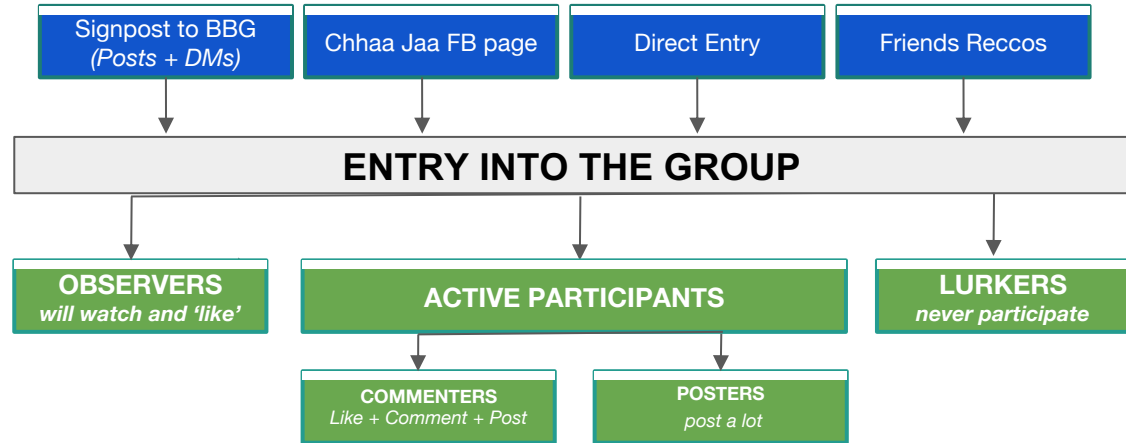 Signpost to BBG
(Posts + DMs)
Chhaa Jaa FB page
Direct Entry
Friends Reccos
ENTRY INTO THE GROUP
OBSERVERS
will watch and ‘like’
ACTIVE PARTICIPANTS
LURKERS
never participate
COMMENTERS
Like + Comment + Post
POSTERS
post a lot